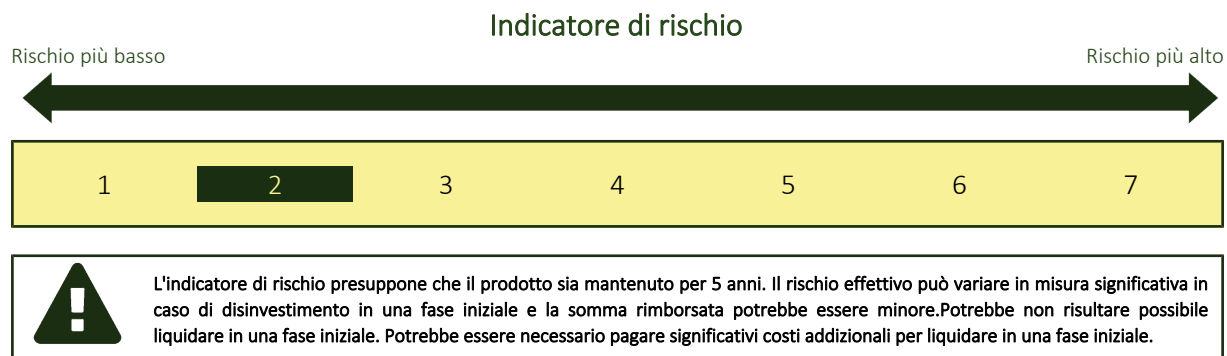 Indicatore di rischio
Rischio più basso
Rischio più alto
1 2 3 4 5 6 7
!
L'indicatore di rischio presuppone che il prodotto sia mantenuto per 5 anni. Il rischio effettivo può variare in misura significativa in
caso di disinvestimento in una fase iniziale e la somma rimborsata potrebbe essere minore.Potrebbe non risultare possibile
liquidare in una fase iniziale. Potrebbe essere necessario pagare significativi costi addizionali per liquidare in una fase iniziale.